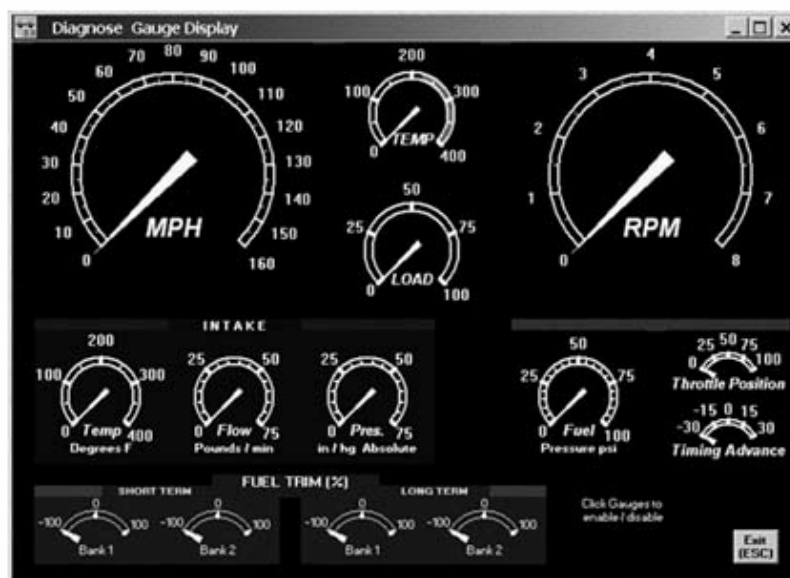 Diagnose Gauge Display
0 10 20 30 40 50 60 70 80 90 100 110 120 130 140 150 160
MPH
0 100 200 300 400
TEMP
0 25 50 75 100
LOAD
0 1 2 3 4 5 6 7 8
RPM
INTAKE
0 100 200 300 400
Temp
Degrees F
0 25 50 75
Flow
Pounds / min
0 25 50 75
Pres.
in / hg Absolute
0 25 50 75 100
Fuel
Pressure psi
0 25 50 75 100
Throttle Position
-30 -15 0 15 30
Timing Advance
FUEL TRIM (%)
SHORT TERM
-100 0 100
Bank 1
-100 0 100
Bank 2
LONG TERM
-100 0 100
Bank 1
-100 0 100
Bank 2
Click Gauges to
enable / disable
Exit
(ESC)